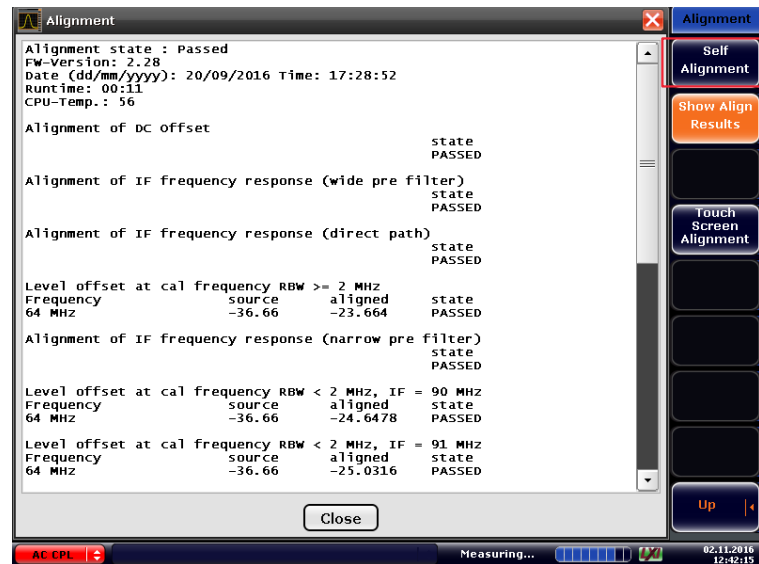 Alignment
Alignment state : Passed
FW-Version: 2.28
Date (dd/mm/yyyy): 20/09/2016 Time: 17:28:52
Runtime: 00:11
CPU-Temp.: 56
Alignment of DC Offset
state
PASSED
Alignment of IF frequency response (wide pre filter)
state
PASSED
Alignment of IF frequency response (direct path)
state
PASSED
Level offset at cal frequency RBW >= 2 MHz
Frequency source aligned state
64 MHz -36.66 -23.664 PASSED
Alignment of IF frequency response (narrow pre filter)
state
PASSED
Level offset at cal frequency RBW < 2 MHz, IF = 90 MHz
Frequency source aligned state
64 MHz -36.66 -24.6478 PASSED
Level offset at cal frequency RBW < 2 MHz, IF = 91 MHz
Frequency source aligned state
64 MHz -36.66 -25.0316 PASSED
Close
Alignment
Self
Alignment
Show Align
Results
Touch
Screen
Alignment
Up
AC CPL
Measuring...
LXI
02.11.2016
12:42:15